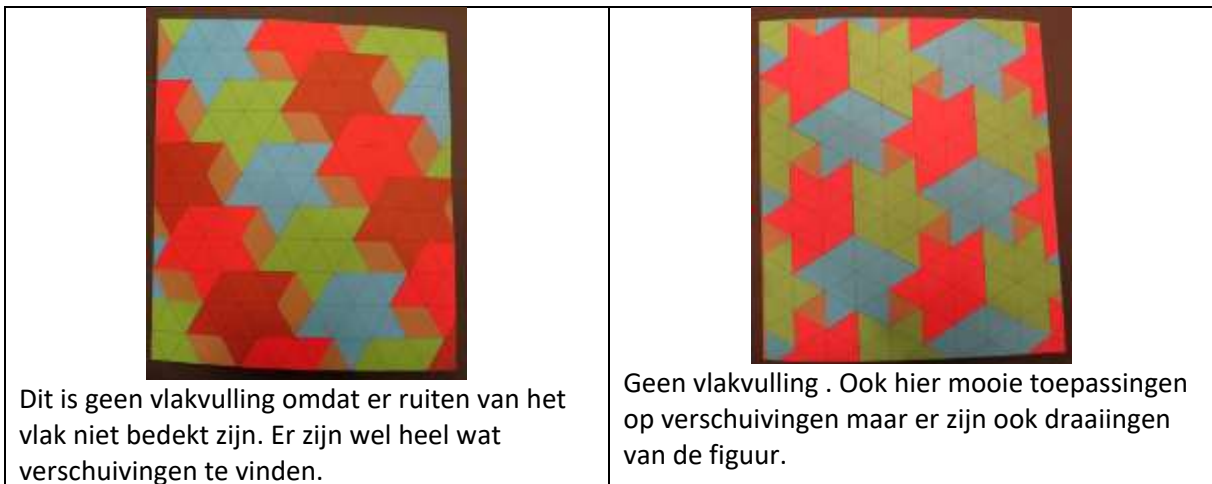 Dit is geen vlakvulling omdat er ruiten van het
vlak niet bedekt zijn. Er zijn wel heel wat
verschuivingen te vinden.
Geen vlakvulling . Ook hier mooie toepassingen
op verschuivingen maar er zijn ook draaiingen
van de figuur.